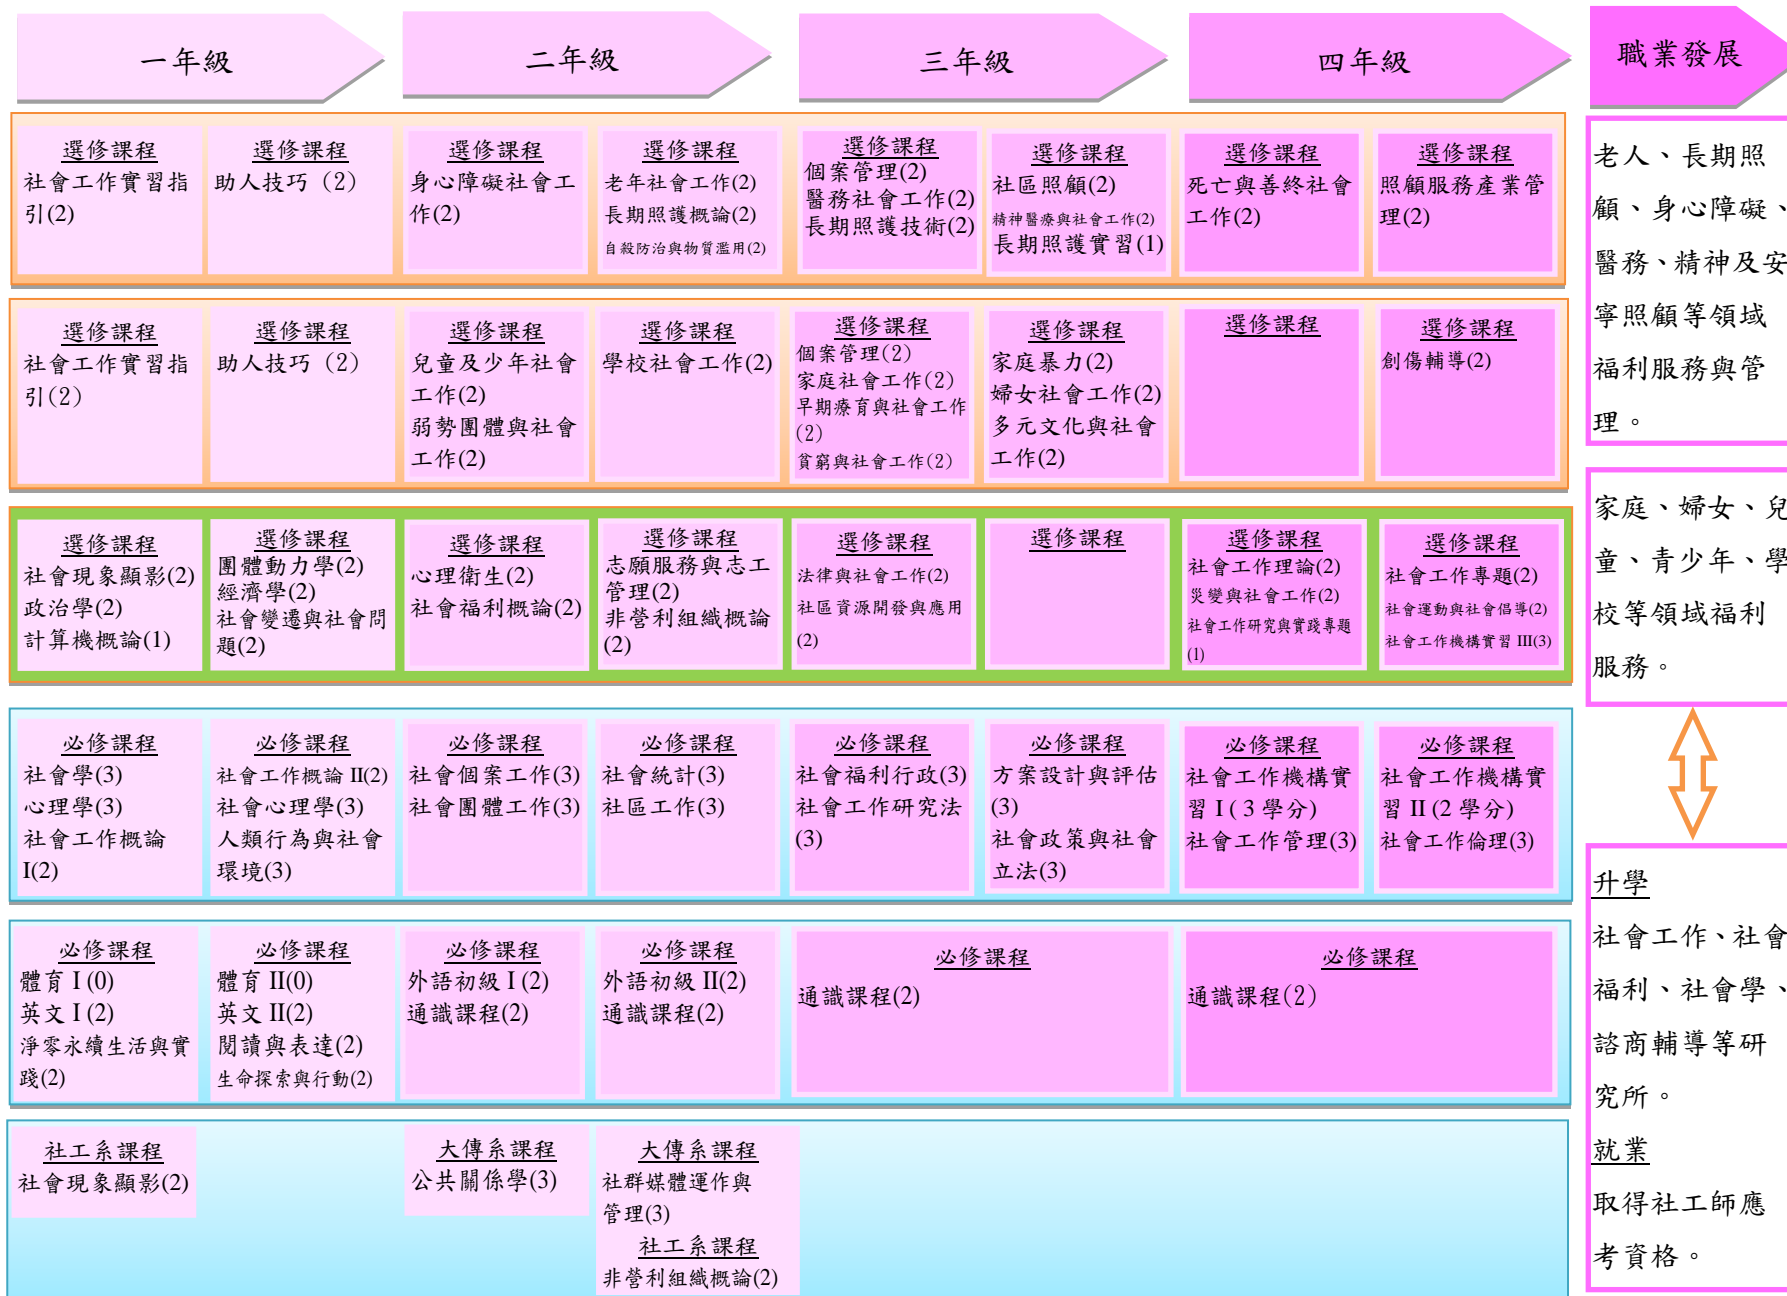 一年級
二年級
三年級
四年級
職業發展
選修課程
社會工作實習指
引(2)
選修課程
助人技巧（2）
選修課程
身心障礙社會工
作(2)
選修課程
老年社會工作(2)
長期照護概論(2)
自殺防治與物質濫用(2)
選修課程
個案管理(2)
醫務社會工作(2)
長期照護技術(2)
選修課程
社區照顧(2)
精神醫療與社會工作(2)
長期照護實習(1)
選修課程
死亡與善終社會
工作(2)
選修課程
照顧服務產業管
理(2)
老人、長期照
顧、身心障礙、
醫務、精神及安
寧照顧等領域
福利服務與管
理。
選修課程
社會工作實習指
引(2)
選修課程
助人技巧（2）
選修課程
兒童及少年社會
工作(2)
弱勢團體與社會
工作(2)
選修課程
學校社會工作(2)
選修課程
個案管理(2)
家庭社會工作(2)
早期療育與社會工作
(2)
貧窮與社會工作(2)
選修課程
家庭暴力(2)
婦女社會工作(2)
多元文化與社會
工作(2)
選修課程
選修課程
創傷輔導(2)
家庭、婦女、兒
童、青少年、學
校等領域福利
服務。
選修課程
社會現象顯影(2)
政治學(2)
計算機概論(1)
選修課程
團體動力學(2)
經濟學(2)
社會變遷與社會問
題(2)
選修課程
心理衛生(2)
社會福利概論(2)
選修課程
志願服務與志工
管理(2)
非營利組織概論
(2)
選修課程
法律與社會工作(2)
社區資源開發與應用
(2)
選修課程
選修課程
社會工作理論(2)
災變與社會工作(2)
社會工作研究與實踐專題
(1)
選修課程
社會工作專題(2)
社會運動與社會倡導(2)
社會工作機構實習 III(3)
必修課程
社會學(3)
心理學(3)
社會工作概論
I(2)
必修課程
社會工作概論 II(2)
社會心理學(3)
人類行為與社會
環境(3)
必修課程
社會個案工作(3)
社會團體工作(3)
必修課程
社會統計(3)
社區工作(3)
必修課程
社會福利行政(3)
社會工作研究法
(3)
必修課程
方案設計與評估
(3)
社會政策與社會
立法(3)
必修課程
社會工作機構實
習 I ( 3 學分)
社會工作管理(3)
必修課程
社會工作機構實
習 II (2 學分)
社會工作倫理(3)
升學
社會工作、社會
福利、社會學、
諮商輔導等研
究所。
就業
取得社工師應
考資格。
必修課程
體育 I (0)
英文 I (2)
淨零永續生活與實
踐(2)
必修課程
體育 II(0)
英文 II(2)
閱讀與表達(2)
生命探索與行動(2)
必修課程
外語初級 I (2)
通識課程(2)
必修課程
外語初級 II(2)
通識課程(2)
必修課程
通識課程(2)
必修課程
通識課程(2)
社工系課程
社會現象顯影(2)
大傳系課程
公共關係學(3)
大傳系課程
社群媒體運作與
管理(3)
社工系課程
非營利組織概論(2)